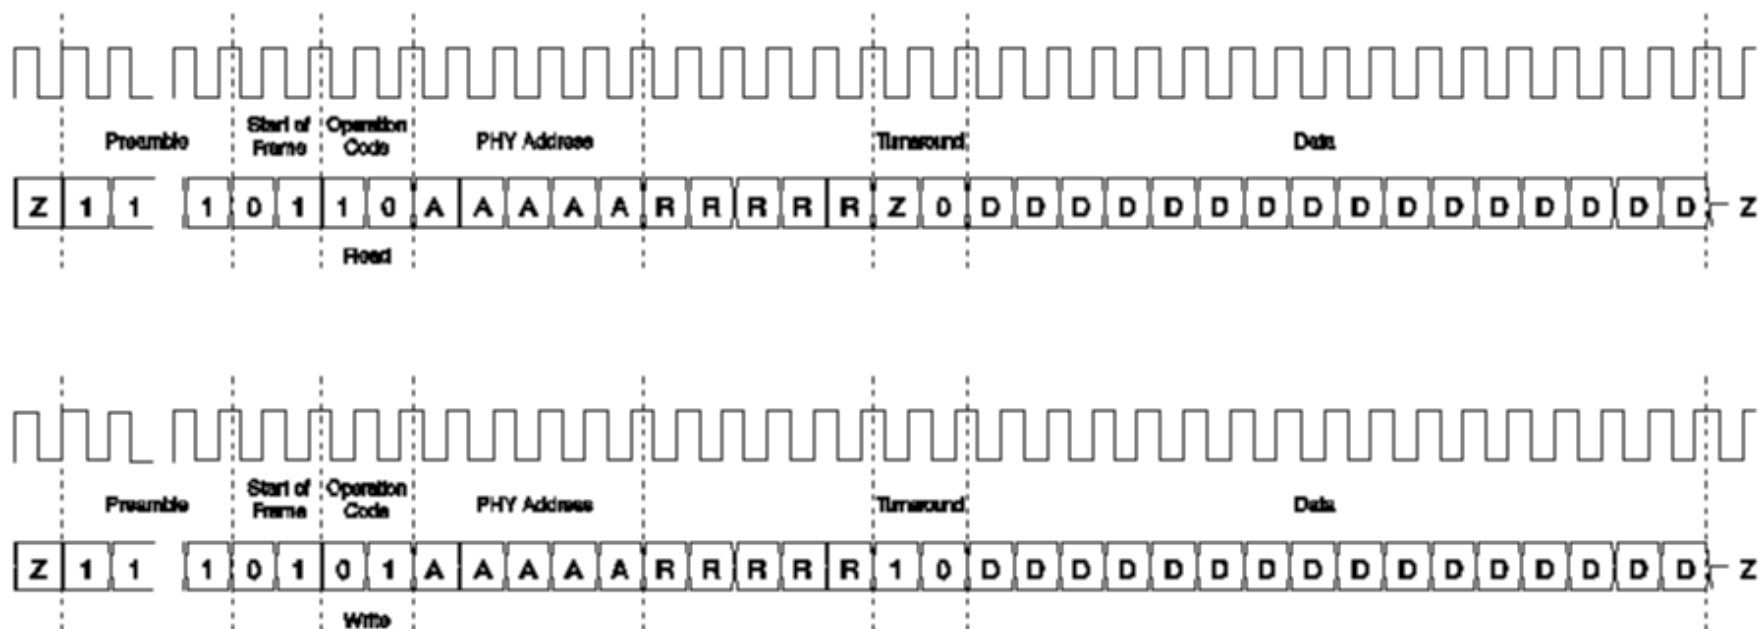 Preamble Start of Frame Operation Code PHY Address Turnaround Data
Z 1 1 1 0 1 1 0 A A A A A R R R R R Z 0 D D D D D D D D D D D D D D D D Z
Read
Preamble Start of Frame Operation Code PHY Address Turnaround Data
Z 1 1 1 0 1 0 1 A A A A A R R R R R 1 0 D D D D D D D D D D D D D D D D Z
Write